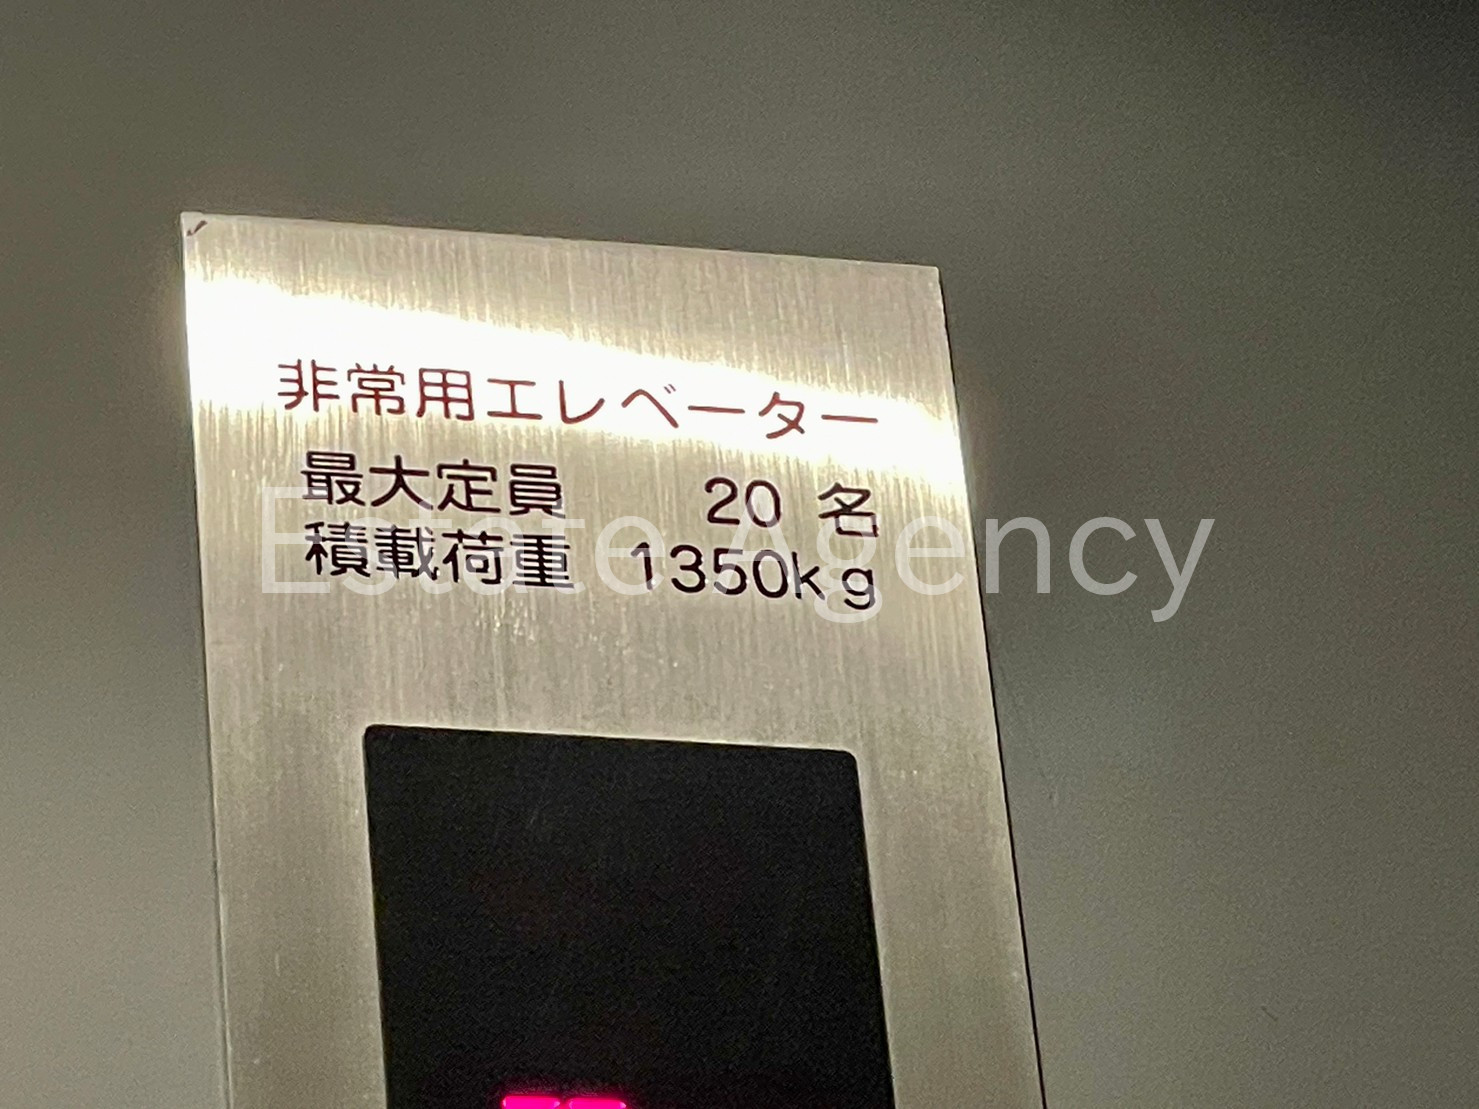 非常用エレベーター
最大定員 20 名
積載荷重 1350kg
Estate Agency